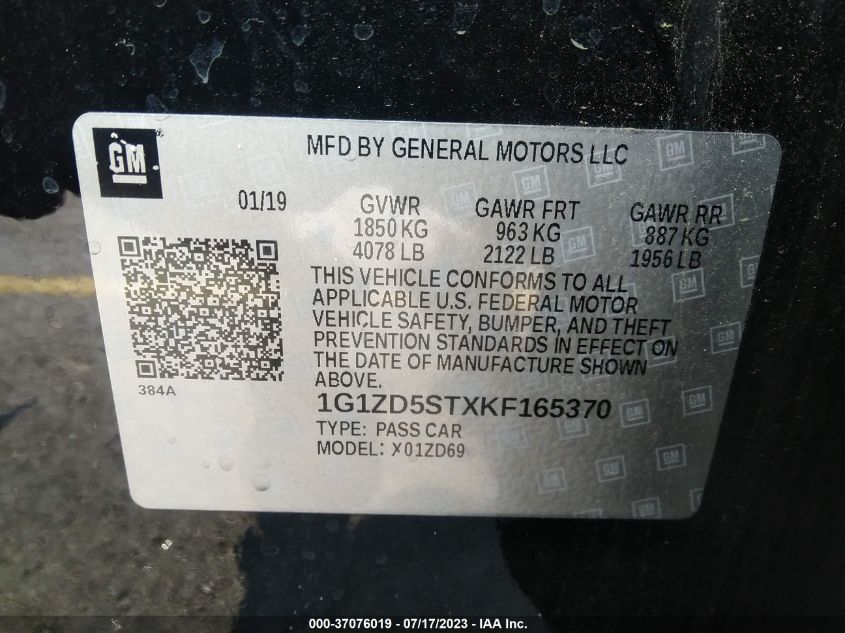 GM
MFD BY GENERAL MOTORS LLC
01/19
GVWR GAWR FRT GAWR RR
1850 KG 963 KG 887 KG
4078 LB 2122 LB 1956 LB
THIS VEHICLE CONFORMS TO ALL
APPLICABLE U.S. FEDERAL MOTOR
VEHICLE SAFETY, BUMPER, AND THEFT
PREVENTION STANDARDS IN EFFECT ON
THE DATE OF MANUFACTURE SHOWN
ABOVE.
384A
1G1ZD5STXKF165370
TYPE: PASS CAR
MODEL: X01ZD69
000-37076019 - 07/17/2023 - IAA Inc.